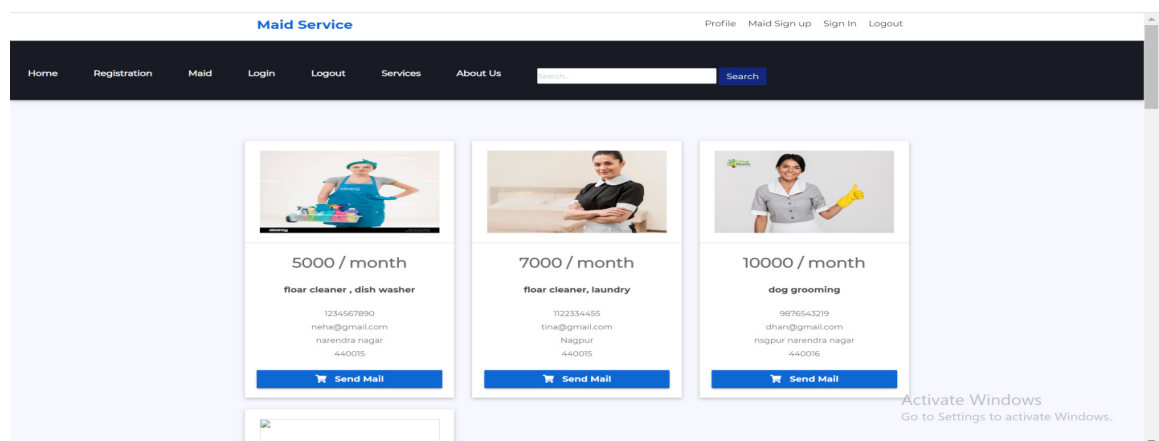 Maid Service
Profile Maid Sign up Sign In Logout
Home Registration Maid Login Logout Services About Us Search... Search
alamy
5000 / month
floar cleaner , dish washer
1234567890
neha@gmail.com
narendra nagar
440015
Send Mail
7000 / month
floar cleaner, laundry
1122334455
tina@gmail.com
Nagpur
440015
Send Mail
10000 / month
dog grooming
9876543219
dhan@gmail.com
nsgpur narendra nagar
440016
Send Mail
Activate Windows
Go to Settings to activate Windows.